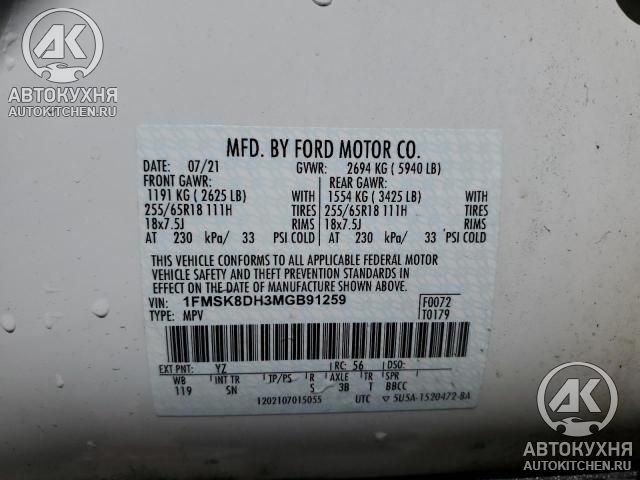 AK
АВТОКУХНЯ
AUTOKITCHEN.RU
MFD. BY FORD MOTOR CO.
DATE: 07/21 GVWR: 2694 KG ( 5940 LB)
FRONT GAWR: REAR GAWR:
1191 KG ( 2625 LB) WITH 1554 KG ( 3425 LB) WITH
255/65R18 111H TIRES 255/65R18 111H TIRES
18x7.5J RIMS 18x7.5J RIMS
AT 230 kPa/ 33 PSI COLD AT 230 kPa/ 33 PSI COLD
THIS VEHICLE CONFORMS TO ALL APPLICABLE FEDERAL MOTOR
VEHICLE SAFETY AND THEFT PREVENTION STANDARDS IN
EFFECT ON THE DATE OF MANUFACTURE SHOWN ABOVE.
VIN: 1FMSK8DH3MGB91259 F0072
TYPE: MPV T0179
EXT PNT: YZ RC: 56 DSO:
WB INT TR TP/PS R AXLE TR SPR
119 SN S 3B T BBCC
1202107015055 UTC ▽ 5U5A-1520472-BA
AK
АВТОКУХНЯ
AUTOKITCHEN.RU